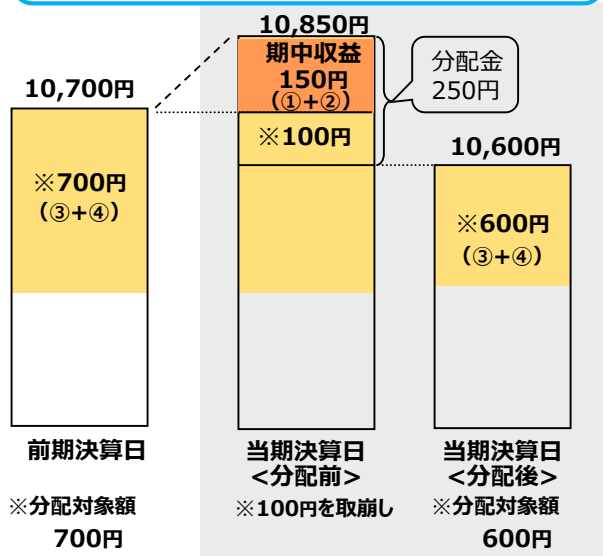 10,850円
期中収益
150円
(①+②)
※100円
分配金
250円
10,700円
※700円
(③+④)
10,600円
※600円
(③+④)
前期決算日
※分配対象額
700円
当期決算日
<分配前>
※100円を取崩し
当期決算日
<分配後>
※分配対象額
600円